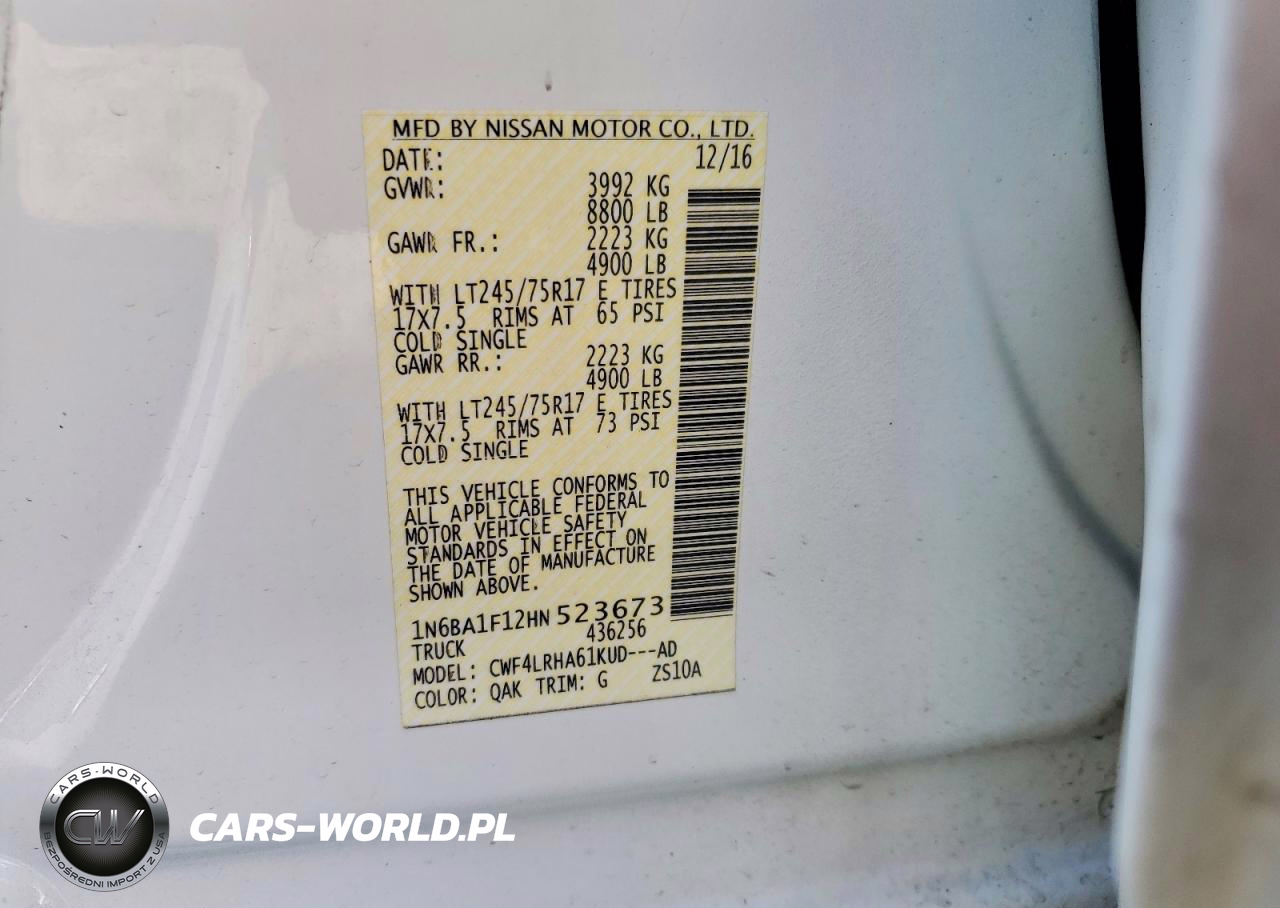 MFD BY NISSAN MOTOR CO., LTD.
DATE: 12/16
GVWR: 3992 KG
8800 LB
GAWR FR.: 2223 KG
4900 LB
WITH LT245/75R17 E TIRES
17X7.5 RIMS AT 65 PSI
COLD SINGLE
GAWR RR.: 2223 KG
4900 LB
WITH LT245/75R17 E TIRES
17X7.5 RIMS AT 73 PSI
COLD SINGLE
THIS VEHICLE CONFORMS TO
ALL APPLICABLE FEDERAL
MOTOR VEHICLE SAFETY
STANDARDS IN EFFECT ON
THE DATE OF MANUFACTURE
SHOWN ABOVE.
1N6BA1F12HN523673
TRUCK 436256
MODEL: CWF4LRHA61KUD---AD
COLOR: QAK TRIM: G ZS10A
CARS-WORLD
CW
BEZPOŚREDNI IMPORT Z USA
CARS-WORLD.PL